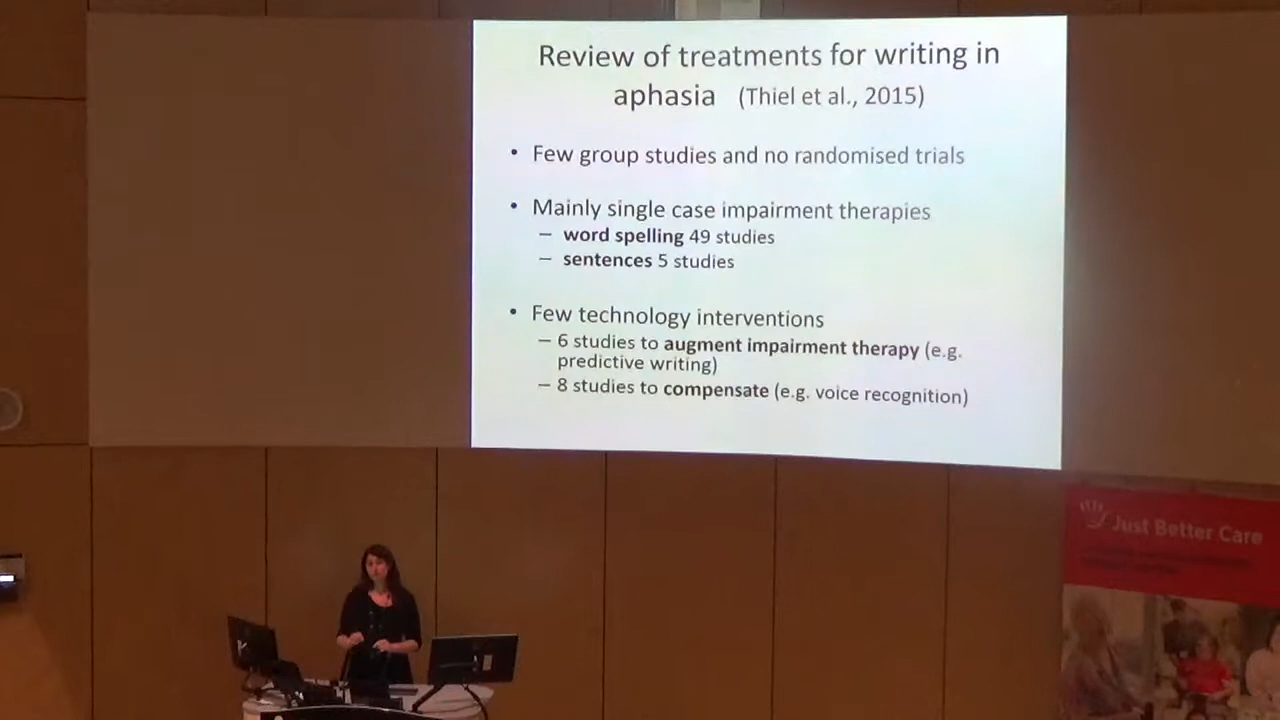 Review of treatments for writing in
aphasia (Thiel et al., 2015)
• Few group studies and no randomised trials
• Mainly single case impairment therapies
– word spelling 49 studies
– sentences 5 studies
• Few technology interventions
– 6 studies to augment impairment therapy (e.g.
predictive writing)
– 8 studies to compensate (e.g. voice recognition)
Just Better Care